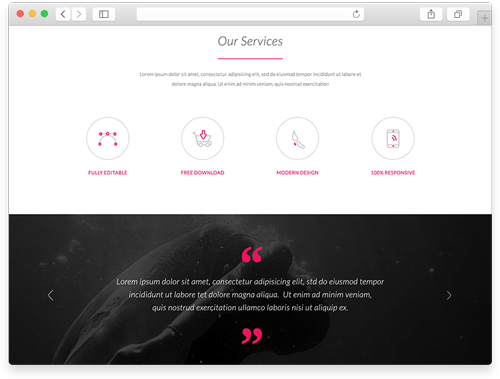 Our Services
Lorem ipsum dolor sit amet, consectetur adipisicing elit, sed do eiusmod tempor incididunt ut labore et
dolore magna aliqua. Ut enim ad minim veniam, quis nostrud exercitation
FULLY EDITABLE
FREE DOWNLOAD
MODERN DESIGN
100% RESPONSIVE
“
Lorem ipsum dolor sit amet, consectetur adipisicing elit, std do eiusmod tempor
incididunt ut labore tet dolore magna aliqua. Ut enim ad minim veniam,
quis nostrud exercitation ullamco laboris nisi ut aliquip ex.
”